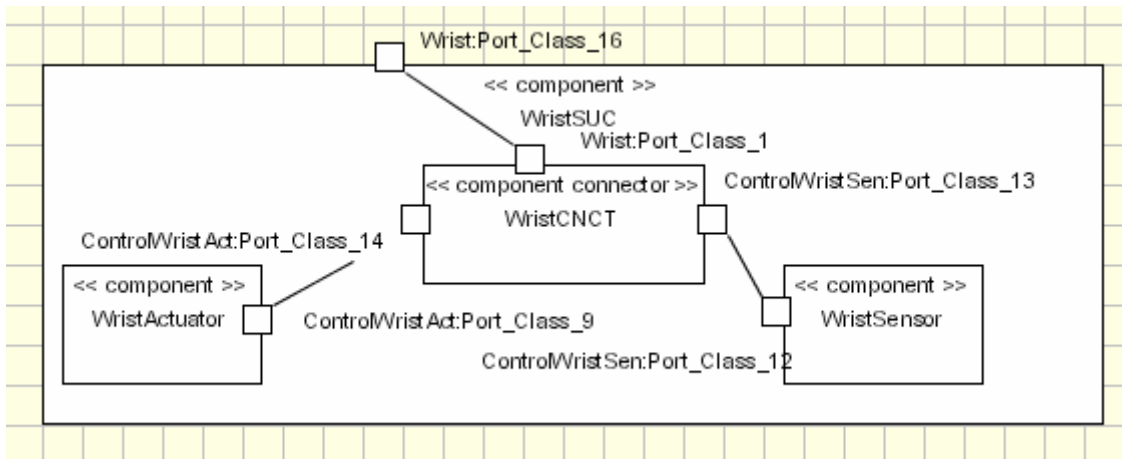 Wrist:Port_Class_16
<< component >>
WristSUC
Wrist:Port_Class_1
<< component connector >>
WristCNCT
ControlWristSen:Port_Class_13
ControlWristAct:Port_Class_14
<< component >>
WristActuator
ControlWristAct:Port_Class_9
<< component >>
WristSensor
ControlWristSen:Port_Class_12